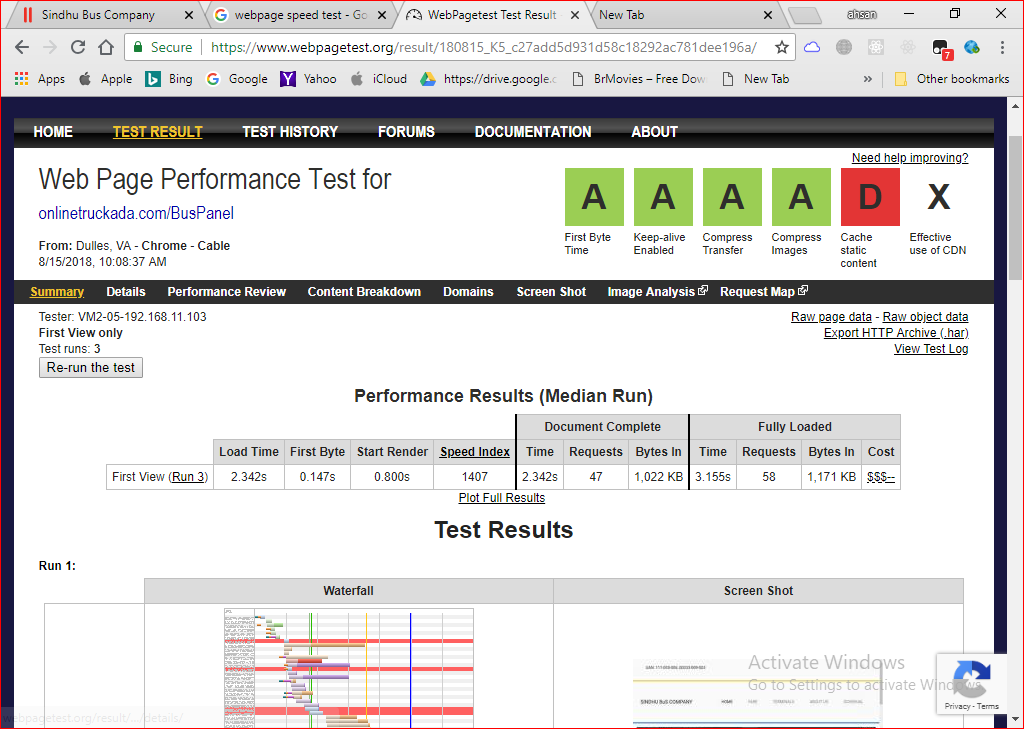 Sindhu Bus Company
webpage speed test - Go
WebPagetest Test Result
New Tab
ahsan
Secure
https://www.webpagetest.org/result/180815_K5_c27add5d931d58c18292ac781dee196a/
7
Apps
Apple
Bing
Google
Yahoo
iCloud
https://drive.google.c
BrMovies – Free Dow
New Tab
»
Other bookmarks
HOME
TEST RESULT
TEST HISTORY
FORUMS
DOCUMENTATION
ABOUT
Need help improving?
Web Page Performance Test for
onlinetruckada.com/BusPanel
From: Dulles, VA - Chrome - Cable
8/15/2018, 10:08:37 AM
A A A A D X
First Byte Time
Keep-alive Enabled
Compress Transfer
Compress Images
Cache static content
Effective use of CDN
Summary
Details
Performance Review
Content Breakdown
Domains
Screen Shot
Image Analysis
Request Map
Tester: VM2-05-192.168.11.103
First View only
Test runs: 3
Re-run the test
Raw page data - Raw object data
Export HTTP Archive (.har)
View Test Log
Performance Results (Median Run)
Document Complete
Fully Loaded
Load Time First Byte Start Render Speed Index Time Requests Bytes In Time Requests Bytes In Cost
First View (Run 3) 2.342s 0.147s 0.800s 1407 2.342s 47 1,022 KB 3.155s 58 1,171 KB $$$--
Plot Full Results
Test Results
Run 1:
Waterfall
Screen Shot
SINDHU BuS COMPANY
HOME
Activate Windows
Go to Settings to activate Windows.
Privacy - Terms
webpagetest.org/result/.../details/